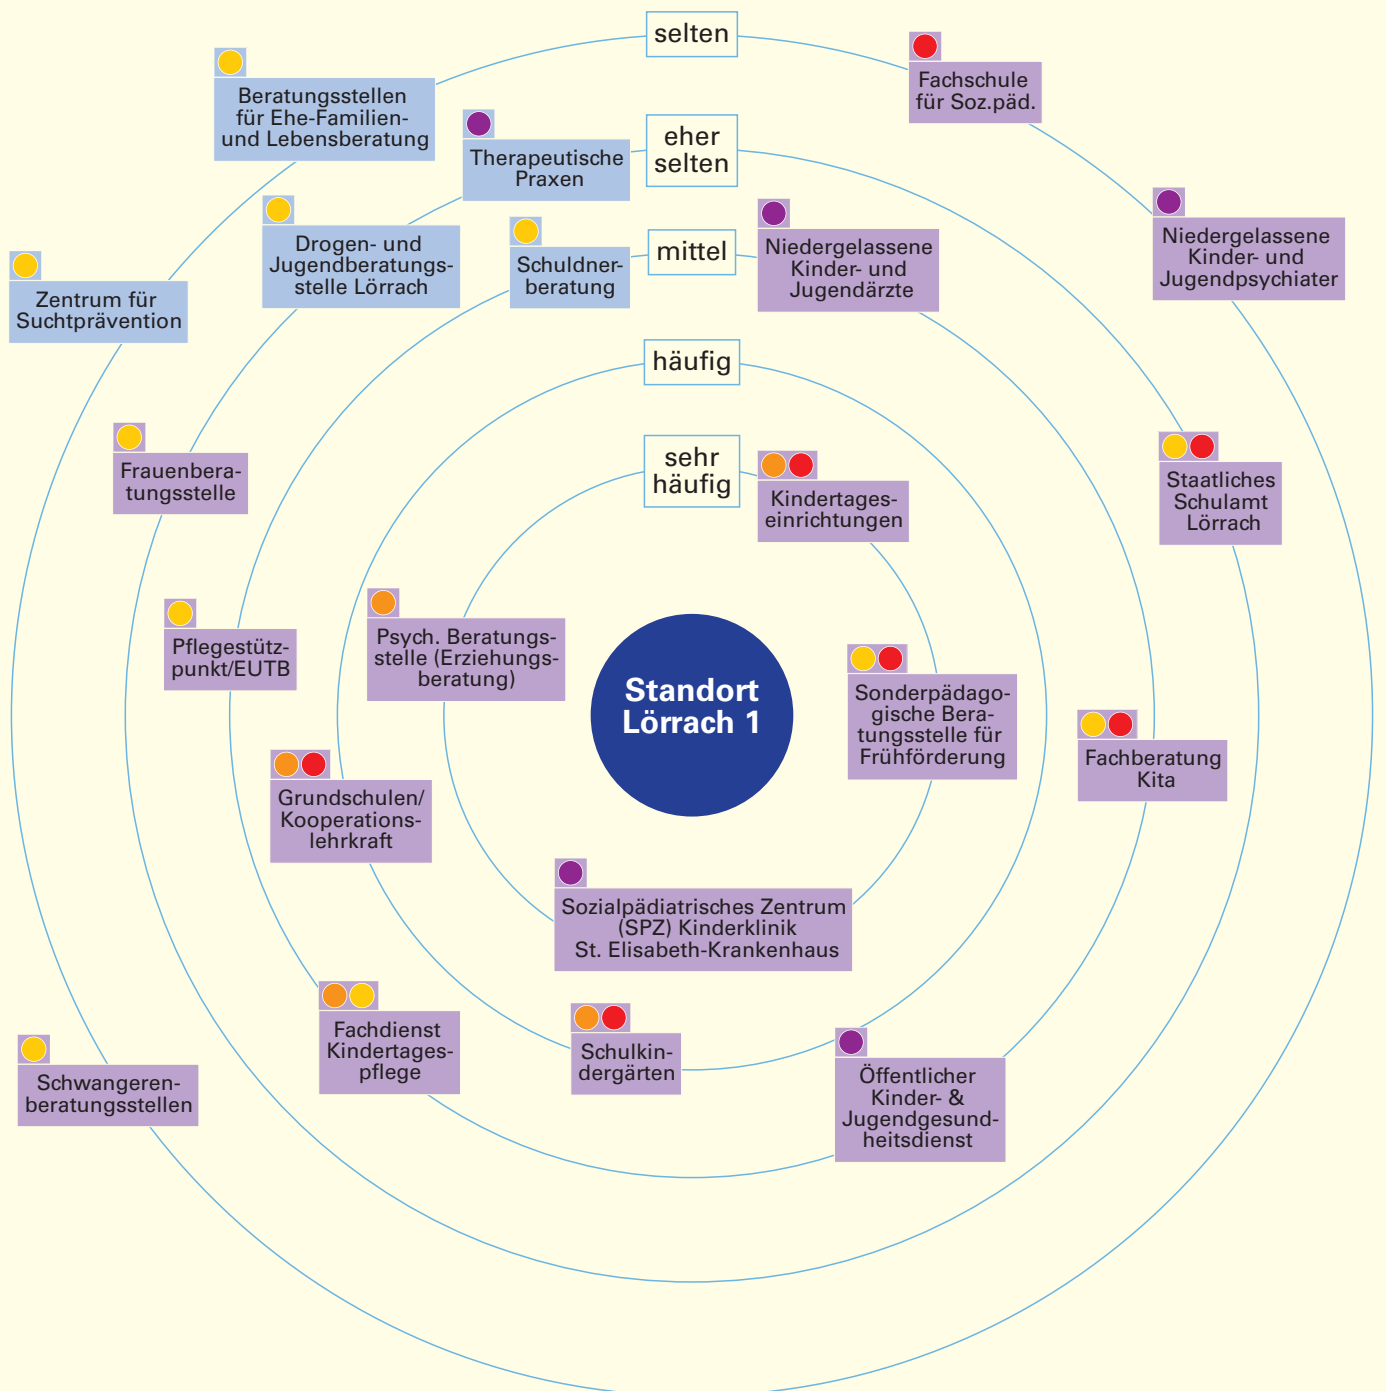 selten
Fachschule
für Soz.päd.
Beratungsstellen
für Ehe-Familien-
und Lebensberatung
eher
selten
Therapeutische
Praxen
Niedergelassene
Kinder- und
Jugendpsychiater
Drogen- und
Jugendberatungs-
stelle Lörrach
Schuldner-
beratung
mittel
Niedergelassene
Kinder- und
Jugendärzte
Zentrum für
Suchtprävention
häufig
Frauenbera-
tungsstelle
sehr
häufig
Kindertages-
einrichtungen
Staatliches
Schulamt
Lörrach
Pflegestütz-
punkt/EUTB
Psych. Beratungs-
stelle (Erziehungs-
beratung)
Standort
Lörrach 1
Sonderpädago-
gische Bera-
tungsstelle für
Frühförderung
Fachberatung
Kita
Grundschulen/
Kooperations-
lehrkraft
Sozialpädiatrisches Zentrum
(SPZ) Kinderklinik
St. Elisabeth-Krankenhaus
Fachdienst
Kindertages-
pflege
Schulkin-
dergärten
Öffentlicher
Kinder- &
Jugendgesund-
heitsdienst
Schwangeren-
beratungsstellen